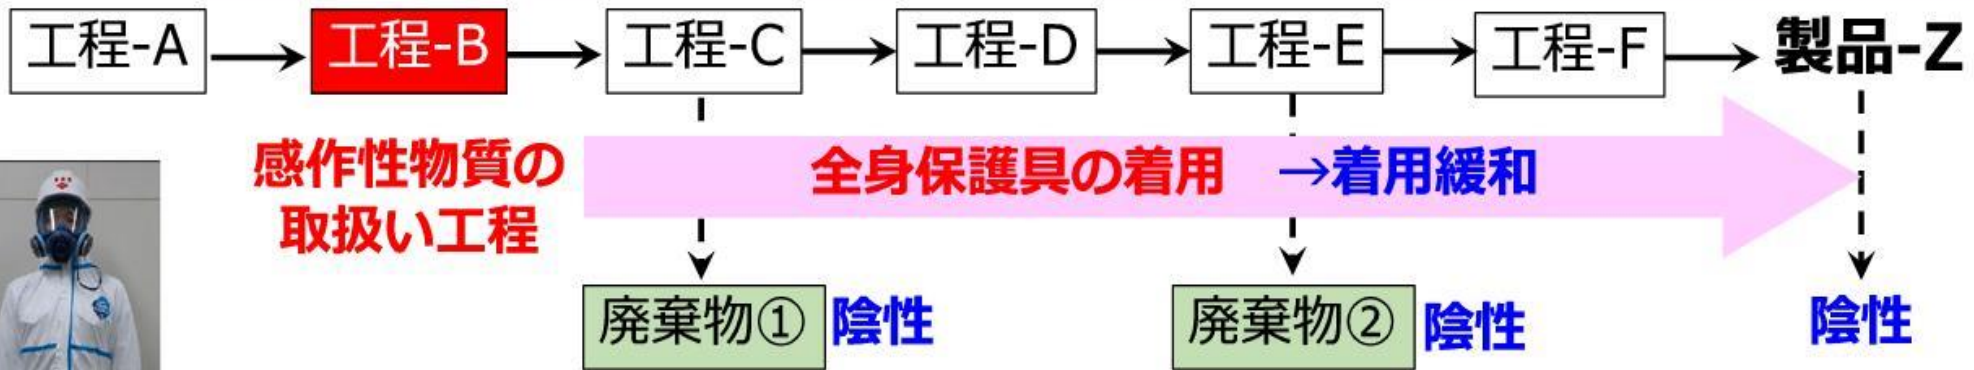 工程-A
工程-B
工程-C
工程-D
工程-E
工程-F
製品-Z
感作性物質の
取扱い工程
全身保護具の着用 →着用緩和
廃棄物① 陰性
廃棄物② 陰性
陰性